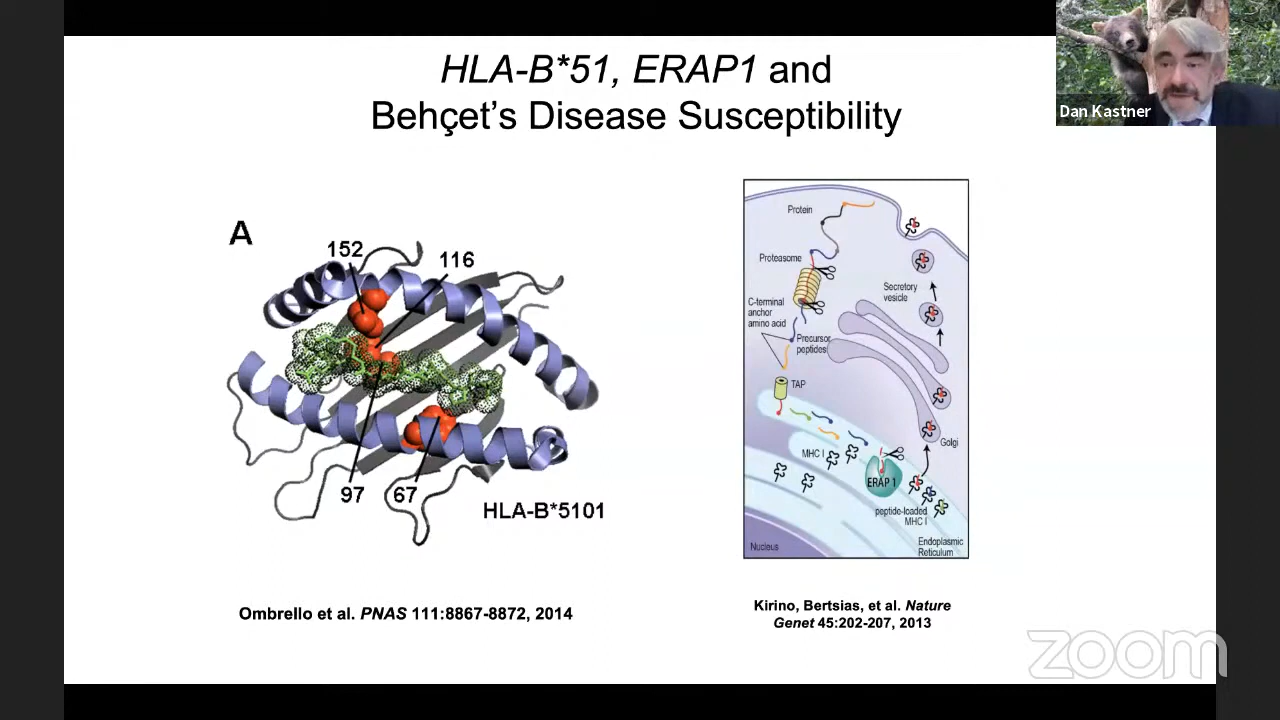 HLA-B*51, ERAP1 and
Behçet's Disease Susceptibility
Dan Kastner
A
152
116
97
67
HLA-B*5101
Ombrello et al. PNAS 111:8867-8872, 2014
Protein
Proteasome
C-terminal
anchor
amino acid
Precursor
peptides
TAP
MHC I
ERAP 1
peptide-loaded
MHC I
Secretory
vesicle
Golgi
Endoplasmic
Reticulum
Nucleus
Kirino, Bertsias, et al. Nature
Genet 45:202-207, 2013
zoom